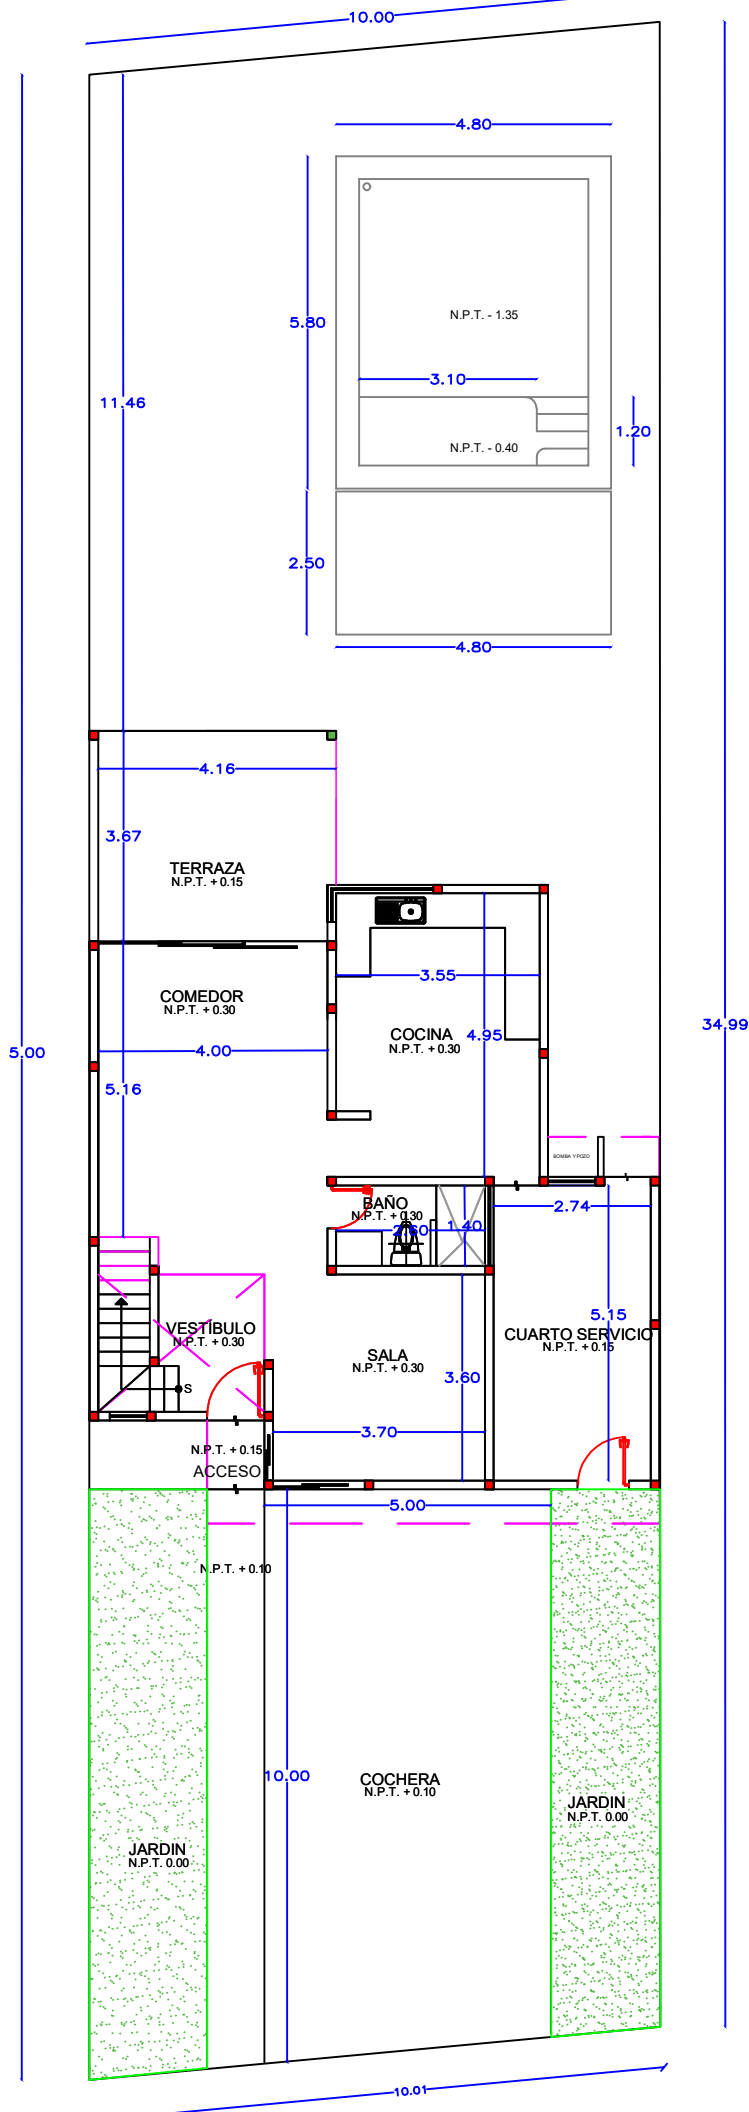 10.00
4.80
5.80
N.P.T. - 1.35
3.10
11.46
1.20
N.P.T. - 0.40
2.50
4.80
4.16
3.67
TERRAZA
N.P.T. + 0.15
3.55
COMEDOR
N.P.T. + 0.30
34.99
COCINA
N.P.T. + 0.30
4.95
4.00
5.00
5.16
BOMBA Y POZO
BAÑO
N.P.T. + 0.30
2.60
1.40
2.74
5.15
VESTÍBULO
N.P.T. + 0.30
CUARTO SERVICIO
N.P.T. + 0.15
SALA
N.P.T. + 0.30
3.60
S
3.70
N.P.T. + 0.15
ACCESO
5.00
N.P.T. + 0.10
10.00
COCHERA
N.P.T. + 0.10
JARDIN
N.P.T. 0.00
JARDIN
N.P.T. 0.00
10.01